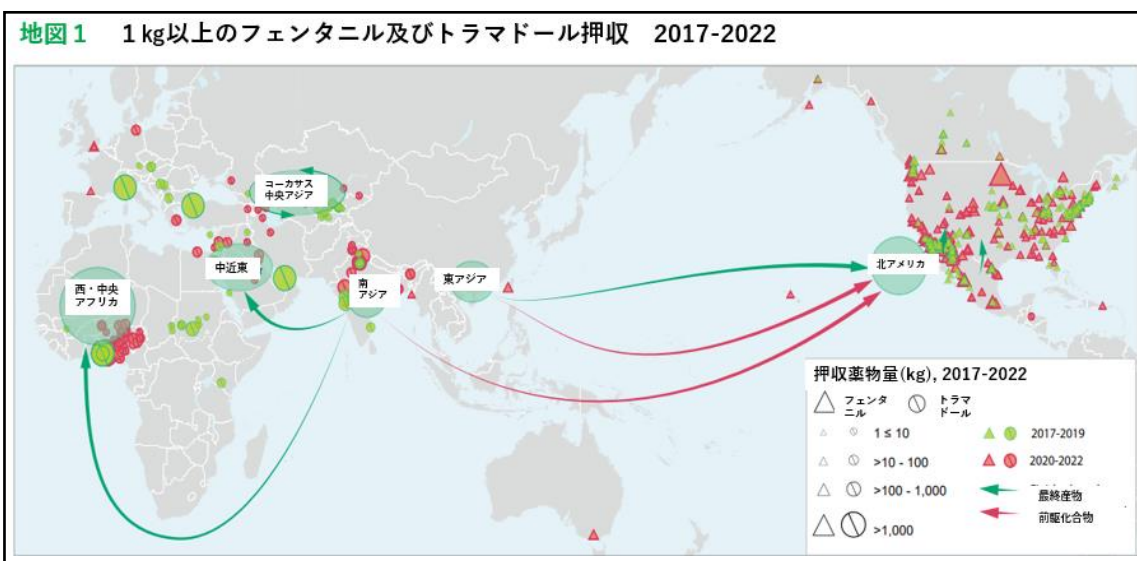 地図1 1kg以上のフェンタニル及びトラマドール押収 2017-2022
コーカサス
中央アジア
中近東
西・中央
アフリカ
南
アジア
東アジア
北アメリカ
押収薬物量(kg), 2017-2022
フェンタ
ニル
トラマ
ドール
1 ≤ 10
>10 - 100
>100 - 1,000
>1,000
2017-2019
2020-2022
最終産物
前駆化合物